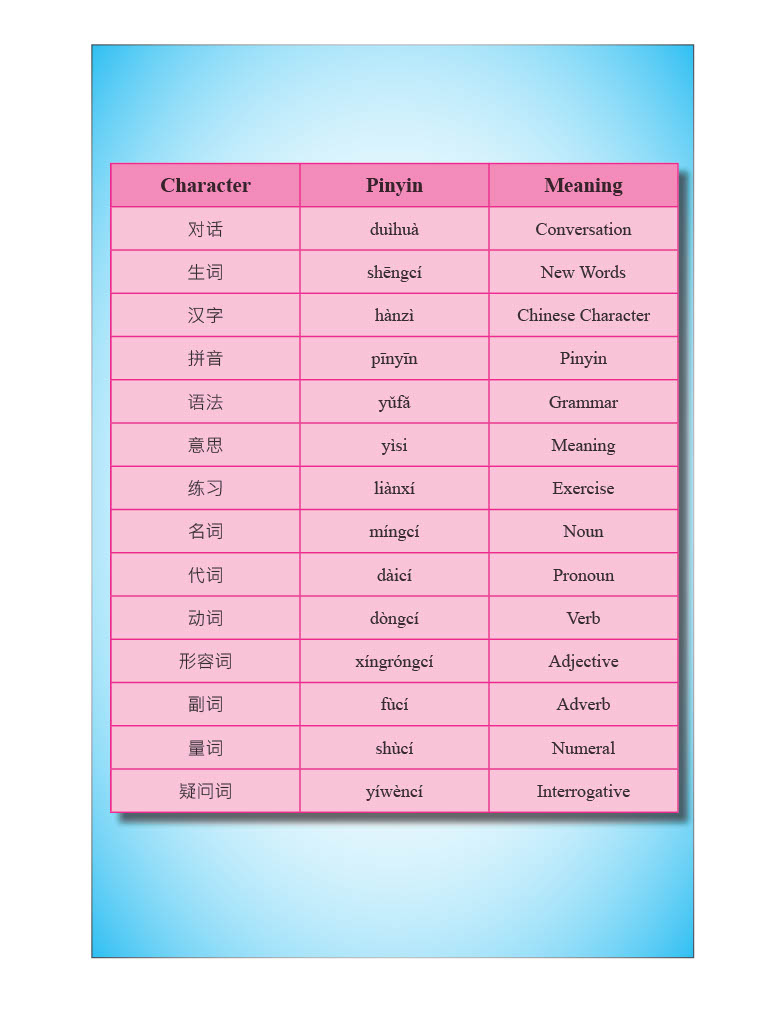 Character Pinyin Meaning
对话 duìhuà Conversation
生词 shēngcí New Words
汉字 hànzì Chinese Character
拼音 pīnyīn Pinyin
语法 yǔfǎ Grammar
意思 yìsi Meaning
练习 liànxí Exercise
名词 míngcí Noun
代词 dàicí Pronoun
动词 dòngcí Verb
形容词 xíngróngcí Adjective
副词 fùcí Adverb
量词 shùcí Numeral
疑问词 yíwèncí Interrogative